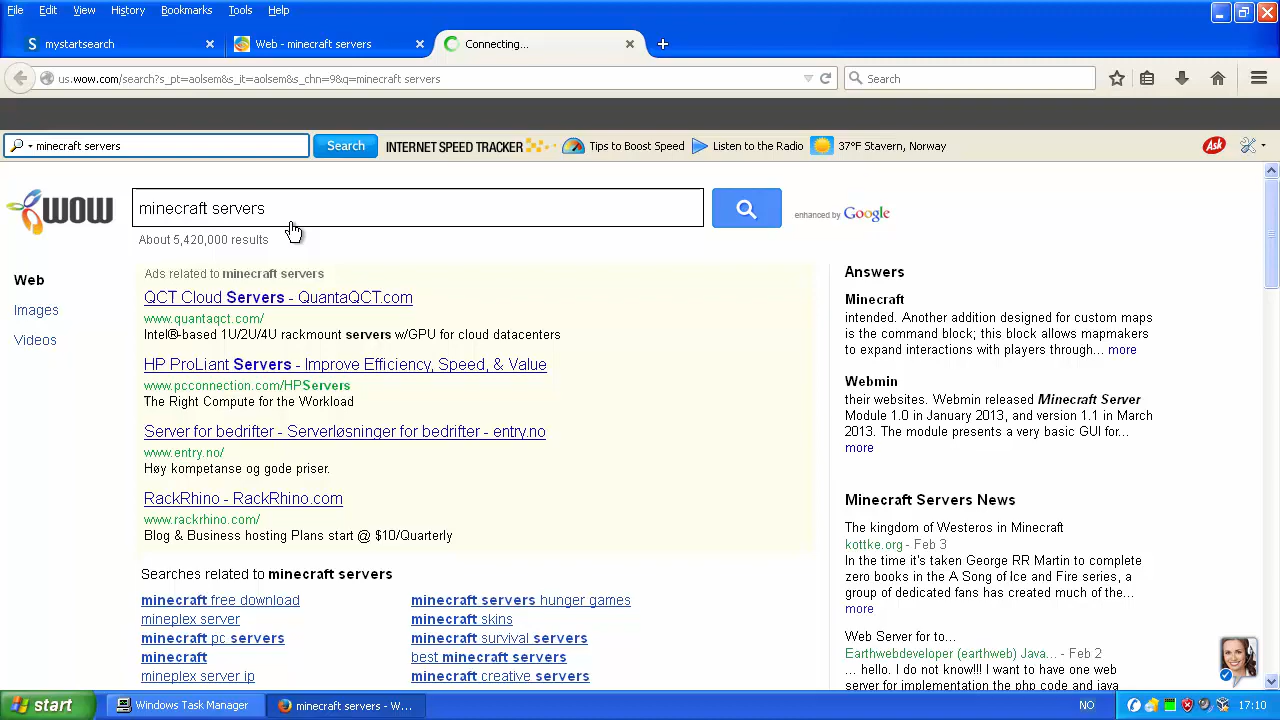 File Edit View History Bookmarks Tools Help
S mystartsearch
Web - minecraft servers
Connecting...
us.wow.com/search?s_pt=aolsem&s_it=aolsem&s_chn=9&q=minecraft servers
Search
minecraft servers
Search
INTERNET SPEED TRACKER
Tips to Boost Speed
Listen to the Radio
37°F Stavern, Norway
Ask
WOW
minecraft servers
enhanced by Google
About 5,420,000 results
Web
Images
Videos
Ads related to minecraft servers
QCT Cloud Servers - QuantaQCT.com
www.quantaqct.com/
Intel®-based 1U/2U/4U rackmount servers w/GPU for cloud datacenters
HP ProLiant Servers - Improve Efficiency, Speed, & Value
www.pcconnection.com/HPServers
The Right Compute for the Workload
Server for bedrifter - Serverløsninger for bedrifter - entry.no
www.entry.no/
Høy kompetanse og gode priser.
RackRhino - RackRhino.com
www.rackrhino.com/
Blog & Business hosting Plans start @ $10/Quarterly
Searches related to minecraft servers
minecraft free download
mineplex server
minecraft pc servers
minecraft
mineplex server ip
minecraft servers hunger games
minecraft skins
minecraft survival servers
best minecraft servers
minecraft creative servers
Answers
Minecraft
intended. Another addition designed for custom maps
is the command block; this block allows mapmakers
to expand interactions with players through... more
Webmin
their websites. Webmin released Minecraft Server
Module 1.0 in January 2013, and version 1.1 in March
2013. The module presents a very basic GUI for...
more
Minecraft Servers News
The kingdom of Westeros in Minecraft
kottke.org - Feb 3
In the time it's taken George RR Martin to complete
zero books in the A Song of Ice and Fire series, a
group of dedicated fans has created much of the...
more
Web Server for to...
Earthwebdeveloper (earthweb) Java... - Feb 2
... hello. I do not know!!! I want to have one web
server for implementation the php code and java
start
Windows Task Manager
minecraft servers - W...
NO
17:10